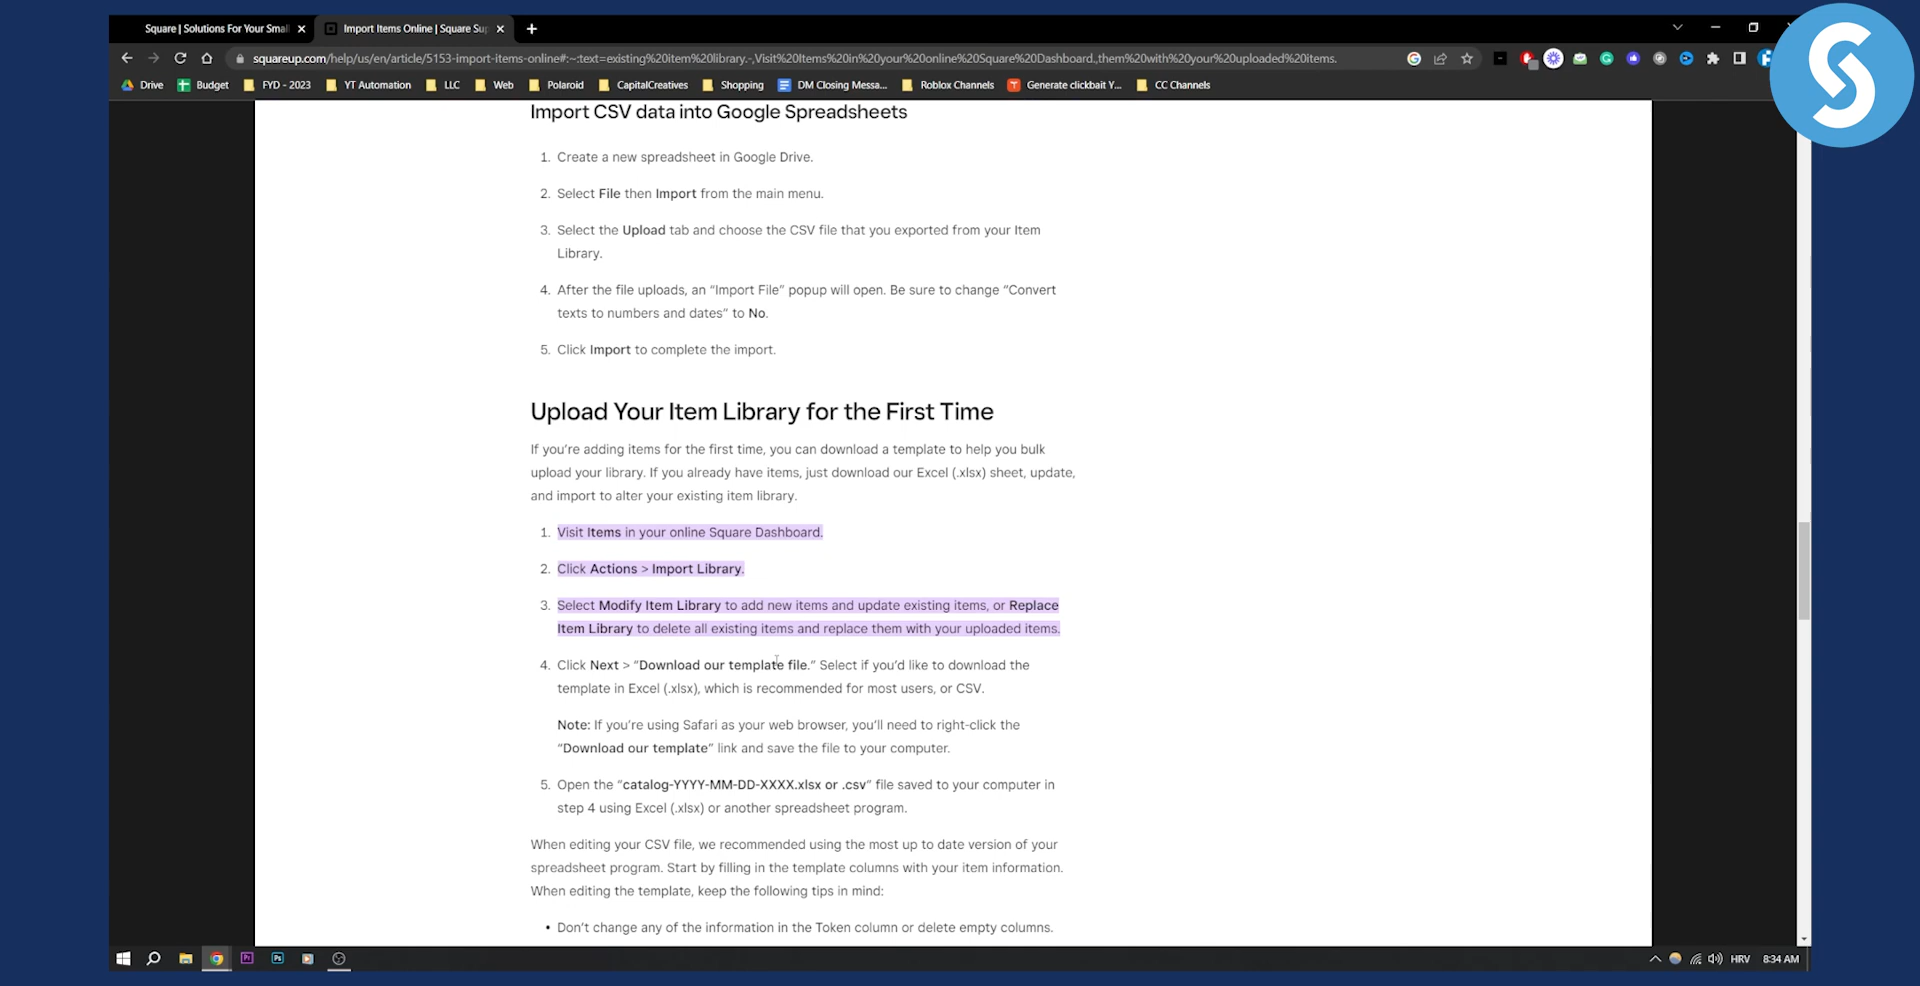 Square | Solutions For Your Smal
Import Items Online | Square Sup
squareup.com/help/us/en/article/5153-import-items-online#:~:text=existing%20item%20library.-,Visit%20Items%20in%20your%20online%20Square%20Dashboard.,them%20with%20your%20uploaded%20items.
Drive
Budget
FYD - 2023
YT Automation
LLC
Web
Polaroid
CapitalCreatives
Shopping
DM Closing Messa...
Roblox Channels
Generate clickbait Y...
CC Channels
Import CSV data into Google Spreadsheets
1. Create a new spreadsheet in Google Drive.
2. Select File then Import from the main menu.
3. Select the Upload tab and choose the CSV file that you exported from your Item
Library.
4. After the file uploads, an “Import File” popup will open. Be sure to change “Convert
texts to numbers and dates” to No.
5. Click Import to complete the import.
Upload Your Item Library for the First Time
If you’re adding items for the first time, you can download a template to help you bulk
upload your library. If you already have items, just download our Excel (.xlsx) sheet, update,
and import to alter your existing item library.
1. Visit Items in your online Square Dashboard.
2. Click Actions > Import Library.
3. Select Modify Item Library to add new items and update existing items, or Replace
Item Library to delete all existing items and replace them with your uploaded items.
4. Click Next > “Download our template file.” Select if you’d like to download the
template in Excel (.xlsx), which is recommended for most users, or CSV.
Note: If you’re using Safari as your web browser, you’ll need to right-click the
“Download our template” link and save the file to your computer.
5. Open the “catalog-YYYY-MM-DD-XXXX.xlsx or .csv” file saved to your computer in
step 4 using Excel (.xlsx) or another spreadsheet program.
When editing your CSV file, we recommended using the most up to date version of your
spreadsheet program. Start by filling in the template columns with your item information.
When editing the template, keep the following tips in mind:
• Don’t change any of the information in the Token column or delete empty columns.
Pr
Ps
HRV
8:34 AM